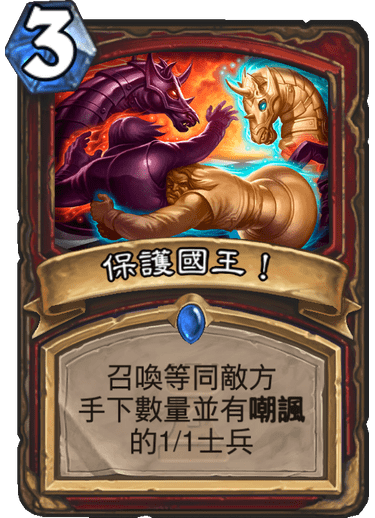 3
保護國王！
召喚等同敵方
手下數量並有嘲諷
的1/1士兵